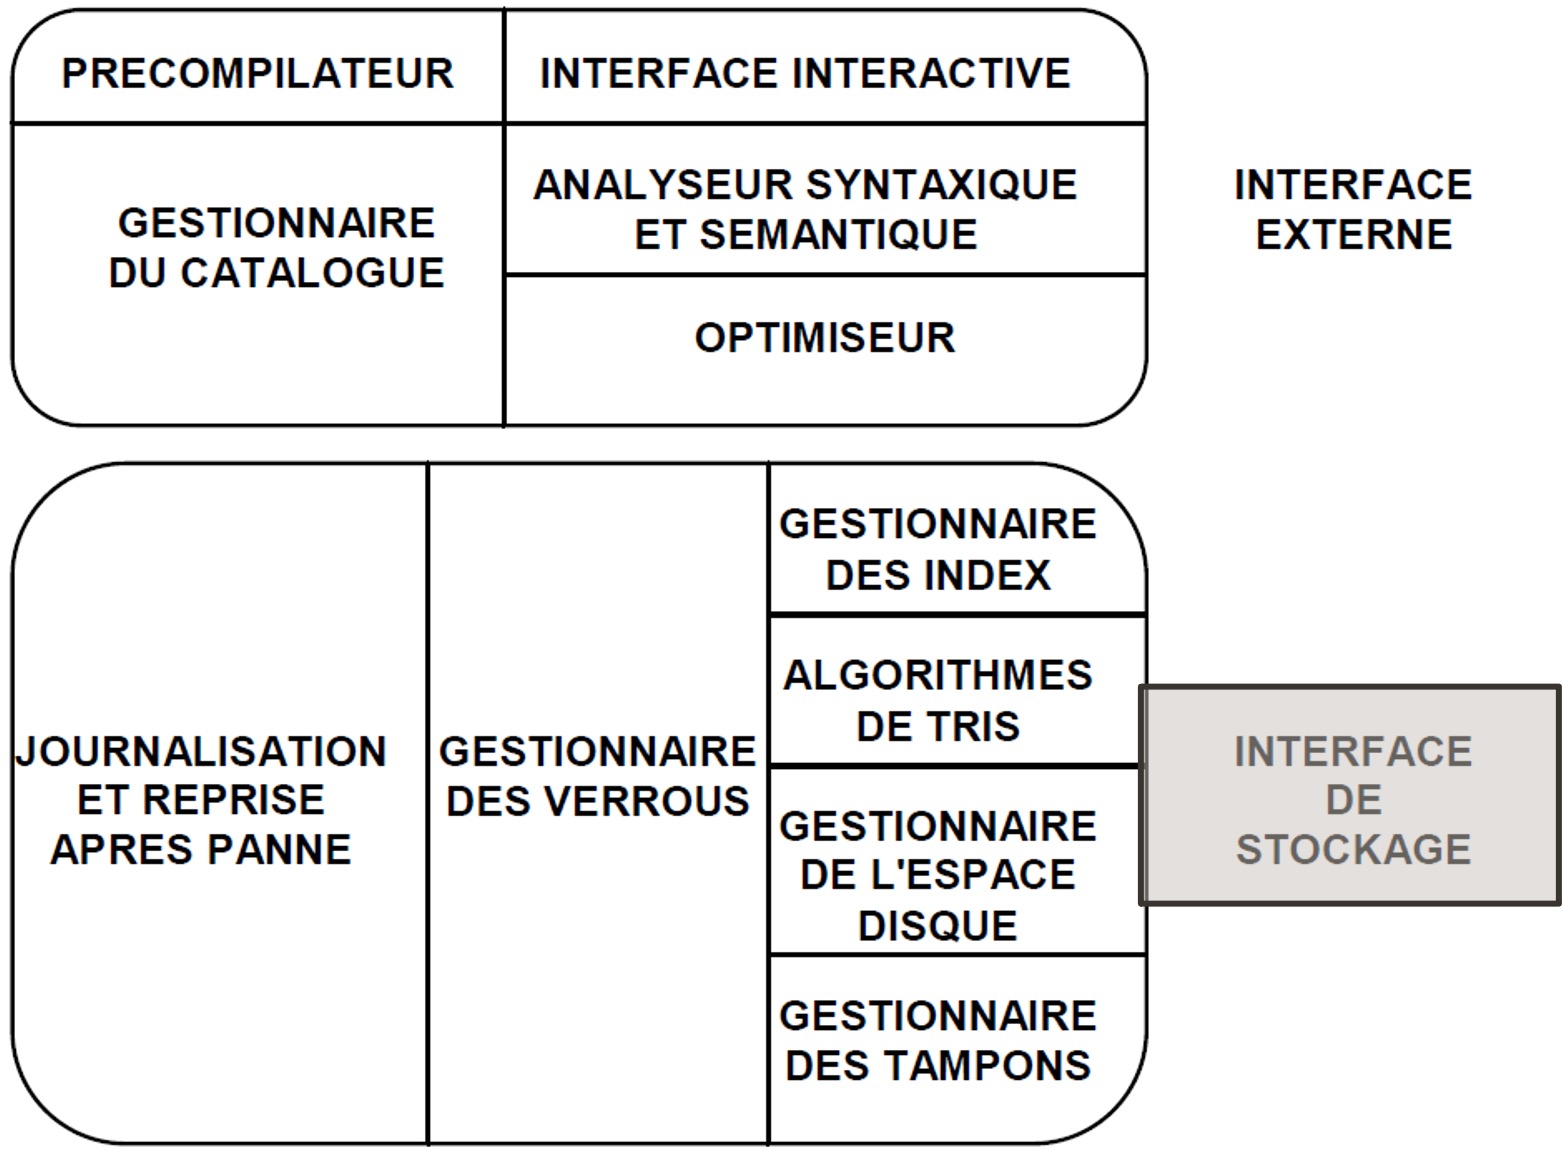 PRECOMPILATEUR
INTERFACE INTERACTIVE
GESTIONNAIRE
DU CATALOGUE
ANALYSEUR SYNTAXIQUE
ET SEMANTIQUE
OPTIMISEUR
INTERFACE
EXTERNE
JOURNALISATION
ET REPRISE
APRES PANNE
GESTIONNAIRE
DES VERROUS
GESTIONNAIRE
DES INDEX
ALGORITHMES
DE TRIS
GESTIONNAIRE
DE L'ESPACE
DISQUE
GESTIONNAIRE
DES TAMPONS
INTERFACE
DE
STOCKAGE